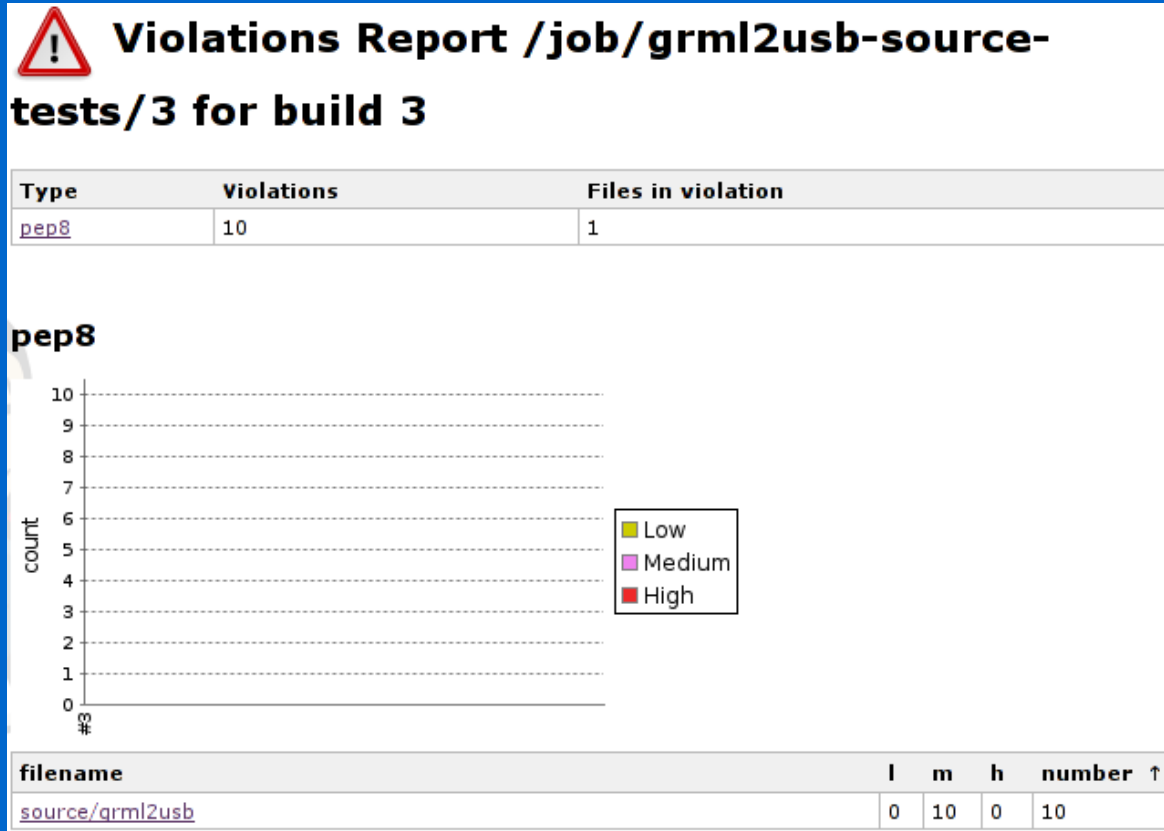 Violations Report /job/grml2usb-source-
tests/3 for build 3
Type Violations Files in violation
pep8 10 1
pep8
10
9
8
7
6
5
4
3
2
1
0
count
#3
Low
Medium
High
filename l m h number ↑
source/grml2usb 0 10 0 10